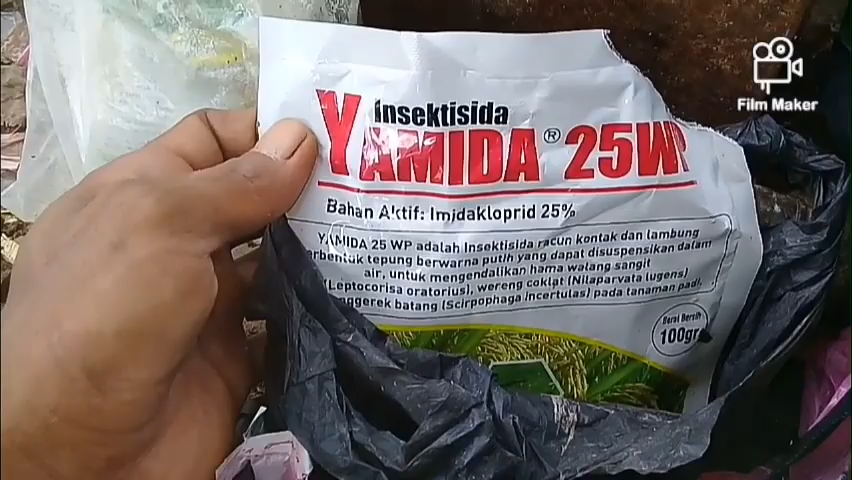 Film Maker
Insektisida
YAMIDA® 25WP
Bahan Aktif: Imidakloprid 25%
YAMIDA 25 WP adalah Insektisida racun kontak dan lambung
berbentuk tepung berwarna putih yang dapat disuspensikan dalam
air, untuk mengendalikan hama walang sangit
(Leptocorisa oratorius), wereng coklat (Nilaparvata lugens)
penggerek batang (Scirpophaga incertulas) pada tanaman padi.
Berat Bersih
100gr